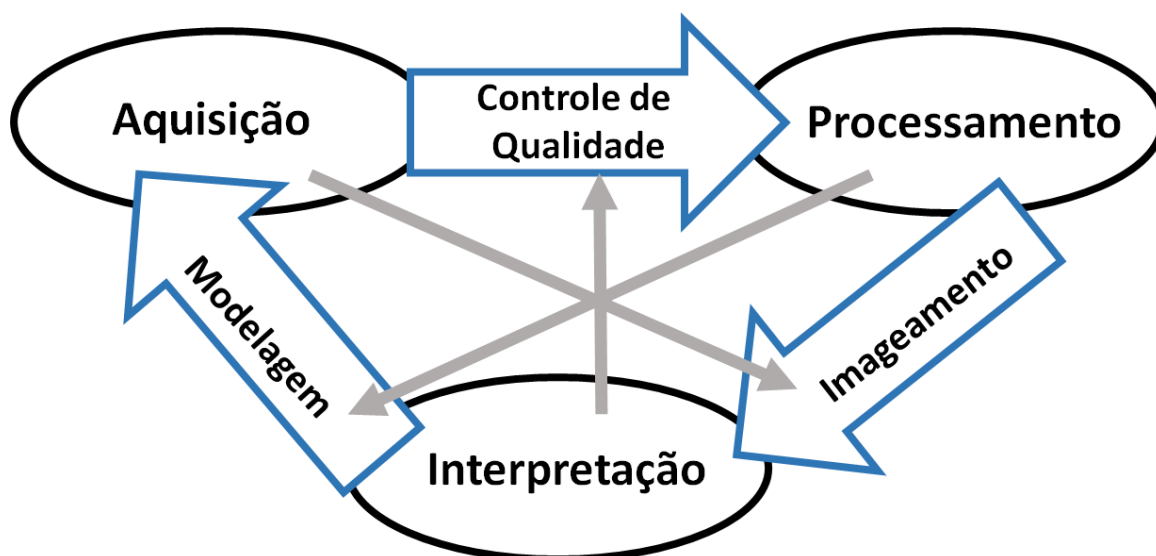 Aquisição
Controle de
Qualidade
Processamento
Modelagem
Imageamento
Interpretação